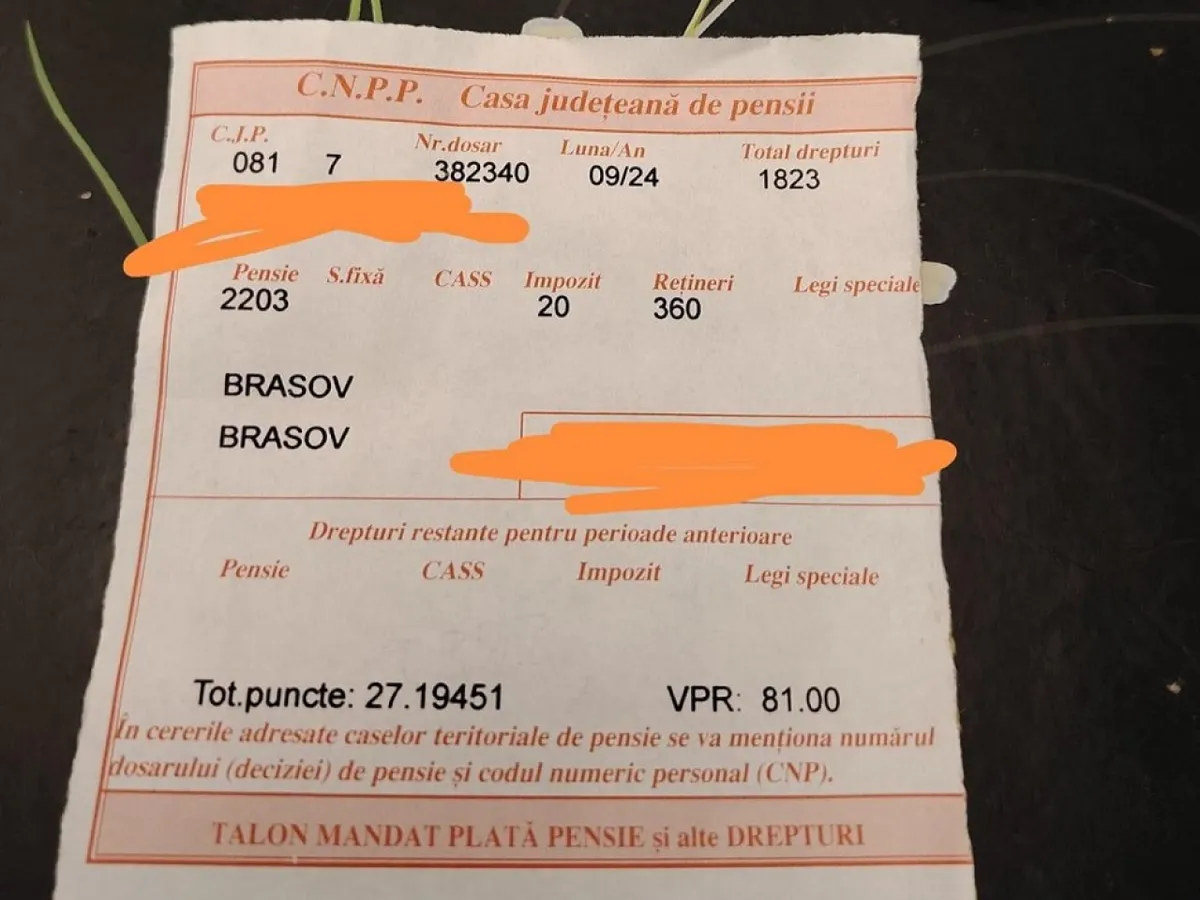 C.N.P.P. Casa județeană de pensii
C.J.P. Nr.dosar Luna/An Total drepturi
081 7 382340 09/24 1823
Pensie S.fixă CASS Impozit Rețineri Legi speciale
2203 20 360
BRASOV
BRASOV
Drepturi restante pentru perioade anterioare
Pensie CASS Impozit Legi speciale
Tot.puncte: 27.19451 VPR: 81.00
În cererile adresate caselor teritoriale de pensie se va menționa numărul
dosarului (deciziei) de pensie și codul numeric personal (CNP).
TALON MANDAT PLATĂ PENSIE și alte DREPTURI